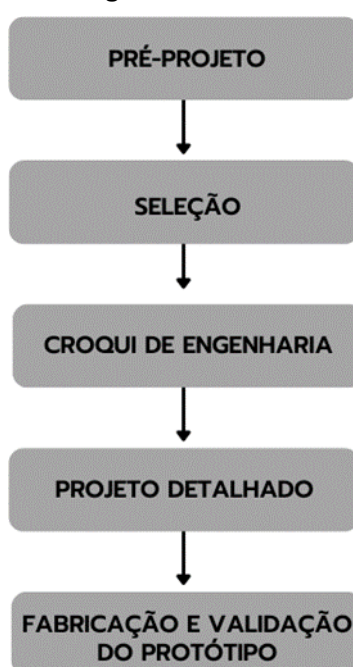 PRÉ-PROJETO
SELEÇÃO
CROQUI DE ENGENHARIA
PROJETO DETALHADO
FABRICAÇÃO E VALIDAÇÃO
DO PROTÓTIPO